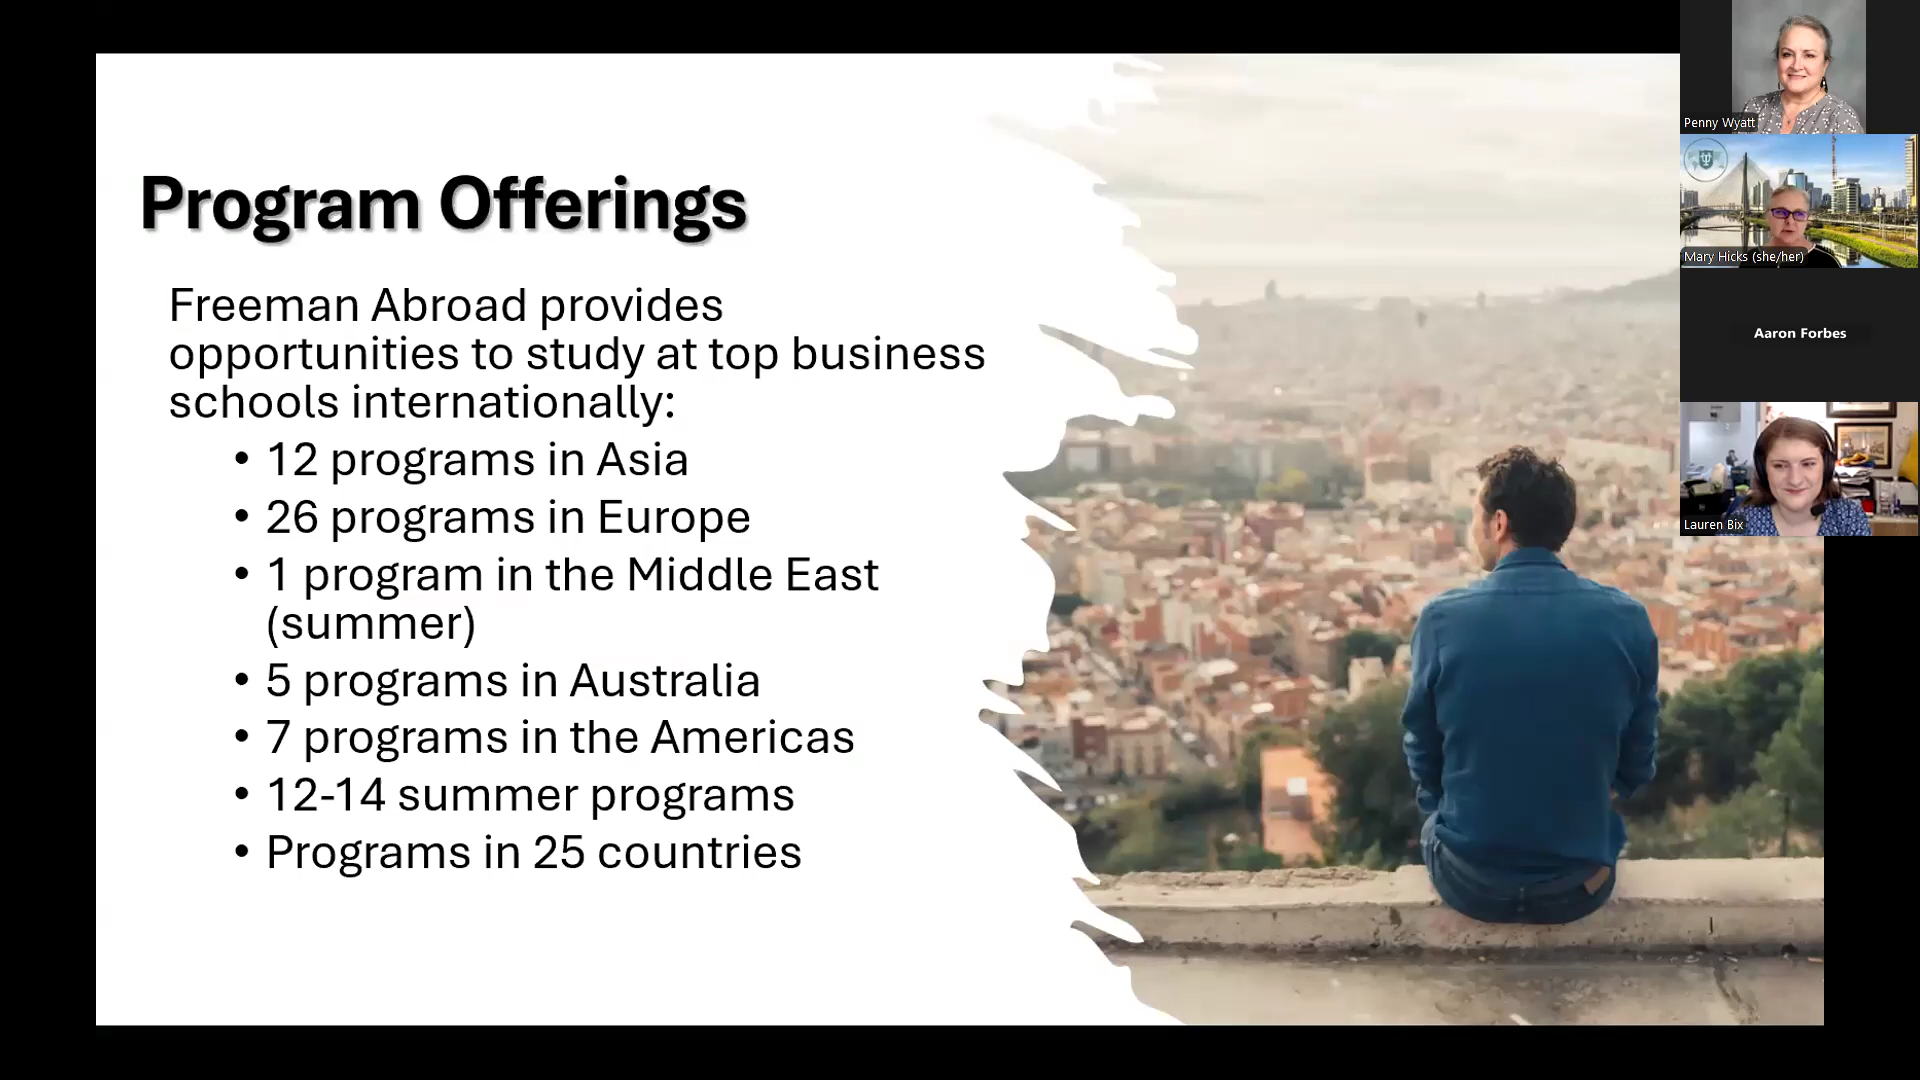 Program Offerings
Freeman Abroad provides
opportunities to study at top business
schools internationally:
• 12 programs in Asia
• 26 programs in Europe
• 1 program in the Middle East
(summer)
• 5 programs in Australia
• 7 programs in the Americas
• 12-14 summer programs
• Programs in 25 countries
Penny Wyatt
Mary Hicks (she/her)
Aaron Forbes
Lauren Bix